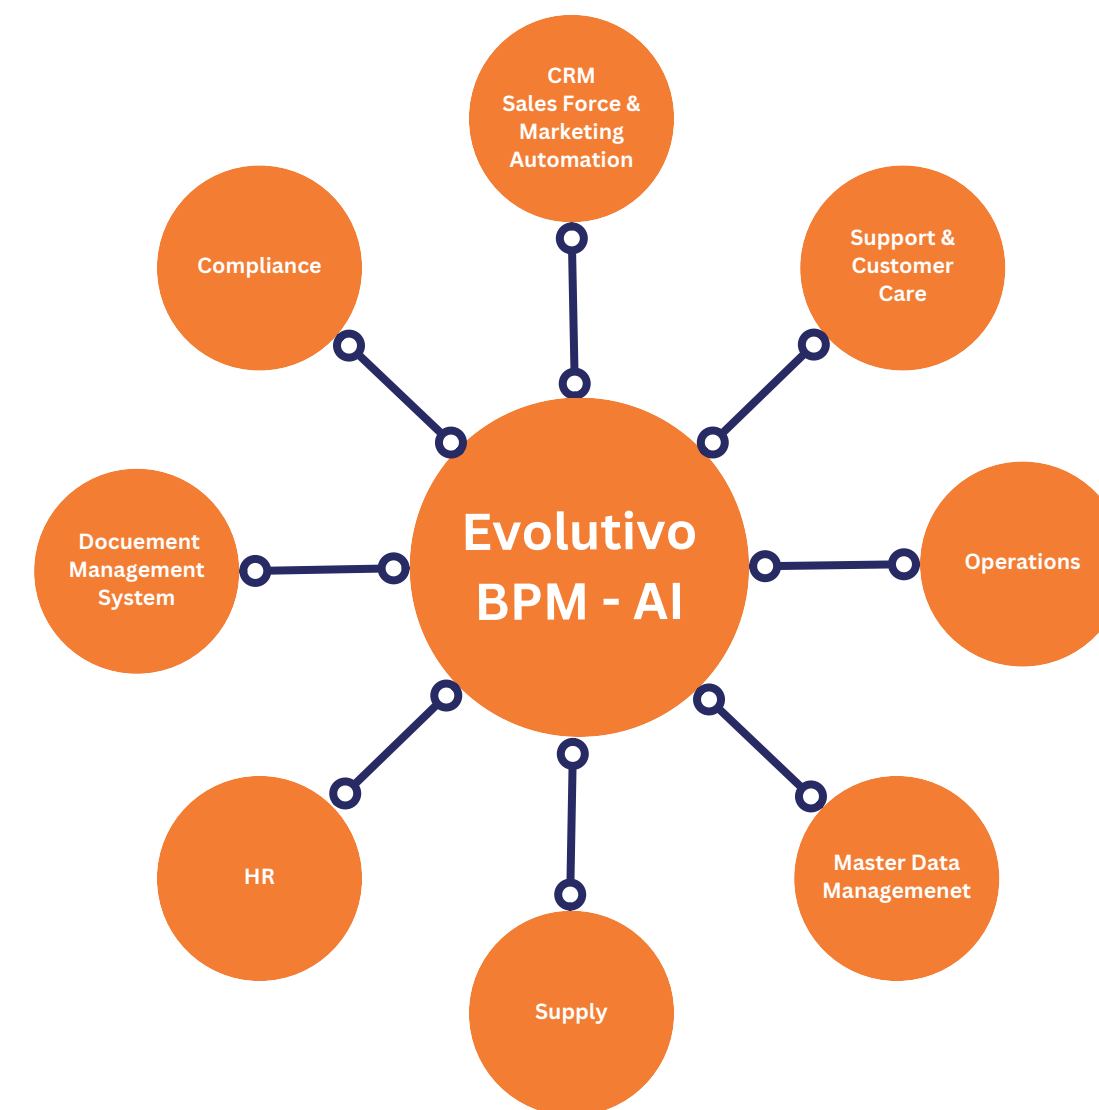 CRM
Sales Force &
Marketing
Automation
Support &
Customer
Care
Compliance
Evolutivo
BPM - AI
Docuement
Management
System
Operations
HR
Master Data
Managemenet
Supply